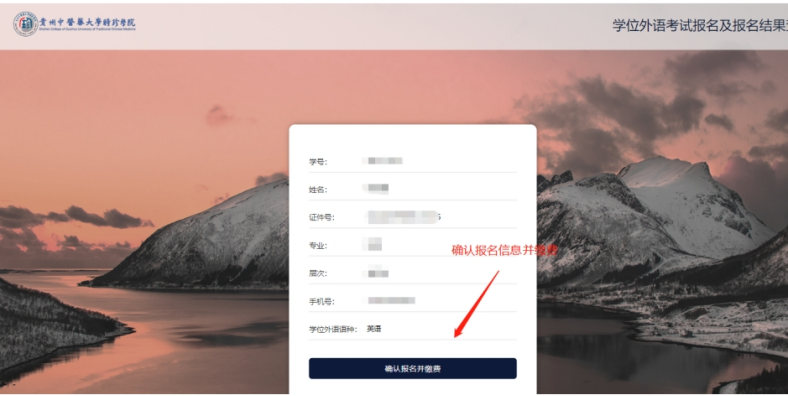 贵州中医药大学时珍学院
学位外语考试报名及报名结果
学号：
姓名：
证件号：
专业：
确认报名信息并缴费
层次：
手机号：
学位外语语种： 英语
确认报名并缴费